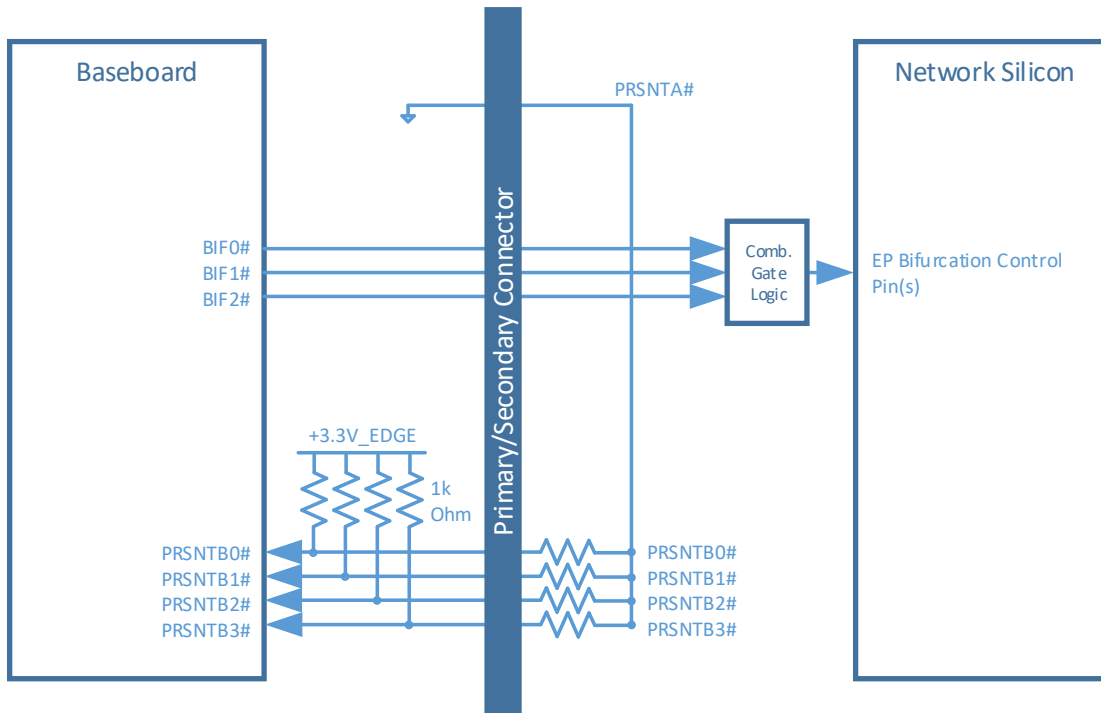 Baseboard
Network Silicon
PRSNTA#
Primary/Secondary Connector
BIF0#
BIF1#
BIF2#
Comb.
Gate
Logic
EP Bifurcation Control
Pin(s)
+3.3V_EDGE
1k
Ohm
PRSNTB0#
PRSNTB1#
PRSNTB2#
PRSNTB3#
PRSNTB0#
PRSNTB1#
PRSNTB2#
PRSNTB3#